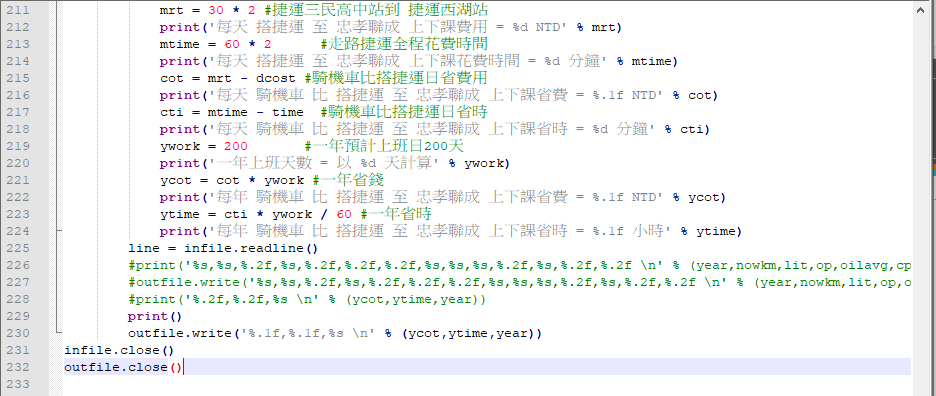 211 mrt = 30 * 2 #捷運三民高中站到 捷運西湖站
212 print('每天 搭捷運 至 忠孝聯成 上下課費用 = %d NTD' % mrt)
213 mtime = 60 * 2 #走路捷運全程花費時間
214 print('每天 搭捷運 至 忠孝聯成 上下課花費時間 = %d 分鐘' % mtime)
215 cot = mrt - dcost #騎機車比搭捷運日省費用
216 print('每天 騎機車 比 搭捷運 至 忠孝聯成 上下課省費 = %.1f NTD' % cot)
217 cti = mtime - time #騎機車比搭捷運日省時
218 print('每天 騎機車 比 搭捷運 至 忠孝聯成 上下課省時 = %d 分鐘' % cti)
219 ywork = 200 #一年預計上班日200天
220 print('一年上班天數 = 以 %d 天計算' % ywork)
221 ycot = cot * ywork #一年省錢
222 print('每年 騎機車 比 搭捷運 至 忠孝聯成 上下課省費 = %.1f NTD' % ycot)
223 ytime = cti * ywork / 60 #一年省時
224 print('每年 騎機車 比 搭捷運 至 忠孝聯成 上下課省時 = %.1f 小時' % ytime)
225 line = infile.readline()
226 #print('%s,%s,%.2f,%s,%.2f,%.2f,%.2f,%s,%s,%s,%.2f,%s,%.2f,%.2f \n' % (year,nowkm,lit,op,oilavg,cp
227 #outfile.write('%s,%s,%.2f,%s,%.2f,%.2f,%.2f,%s,%s,%s,%.2f,%s,%.2f,%.2f \n' % (year,nowkm,lit,op,o
228 #print('%.2f,%.2f,%s \n' % (ycot,ytime,year))
229 print()
230 outfile.write('%.1f,%.1f,%s \n' % (ycot,ytime,year))
231 infile.close()
232 outfile.close()
233